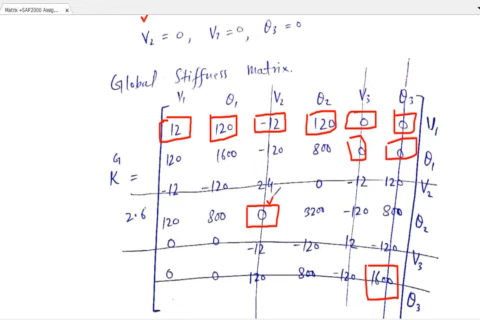 Matrix +SAP2000 Assig...
V₂ = 0, V₃ = 0, θ₃ = 0
Global Stiffness Matrix.
V₁ θ₁ V₂ θ₂ V₃ θ₃
12 120 -12 120 0 0 V₁
120 1600 -120 800 0 0 θ₁
K^G =
-12 -120 24 0 -12 120 V₂
2.6 120 800 0 3200 -120 800 θ₂
0 0 -12 -120 12 -120 V₃
0 0 120 800 -120 1600 θ₃